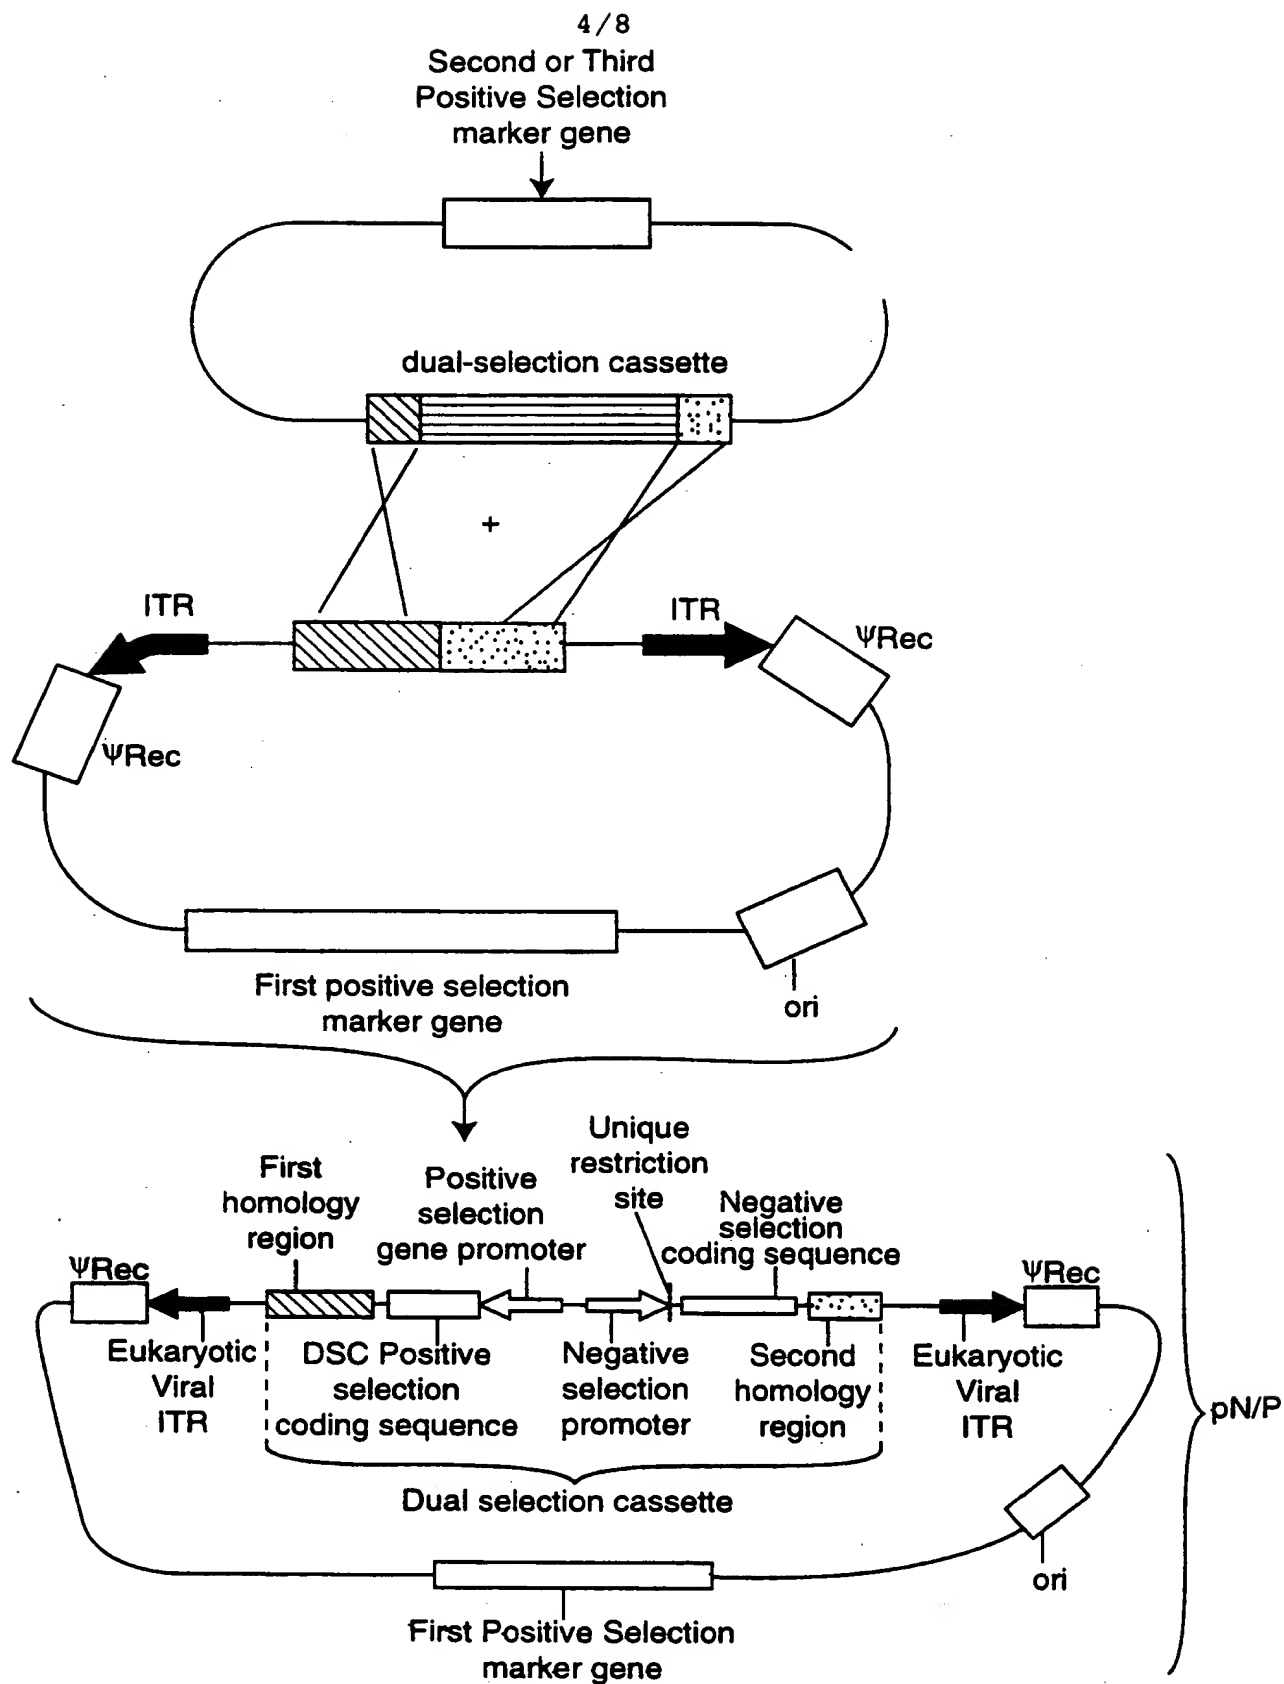 4/8
Second or Third
Positive Selection
marker gene
dual-selection cassette
+
ITR
ITR
ΨRec
ΨRec
First positive selection
marker gene
ori
Unique
restriction
site
First
homology
region
Positive
selection
gene promoter
Negative
selection
coding sequence
ΨRec
ΨRec
Eukaryotic
Viral
ITR
DSC Positive
selection
coding sequence
Negative
selection
promoter
Second
homology
region
Eukaryotic
Viral
ITR
pN/P
Dual selection cassette
ori
First Positive Selection
marker gene